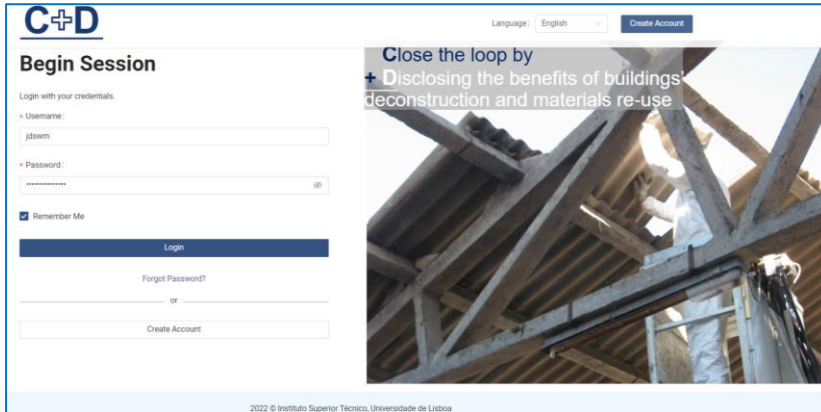 C+D
Language: English
Create Account
Begin Session
Login with your credentials.
* Username:
jdswm
* Password:
Remember Me
Login
Forgot Password?
or
Create Account
Close the loop by
+ Disclosing the benefits of buildings'
deconstruction and materials re-use
2022 © Instituto Superior Técnico, Universidade de Lisboa